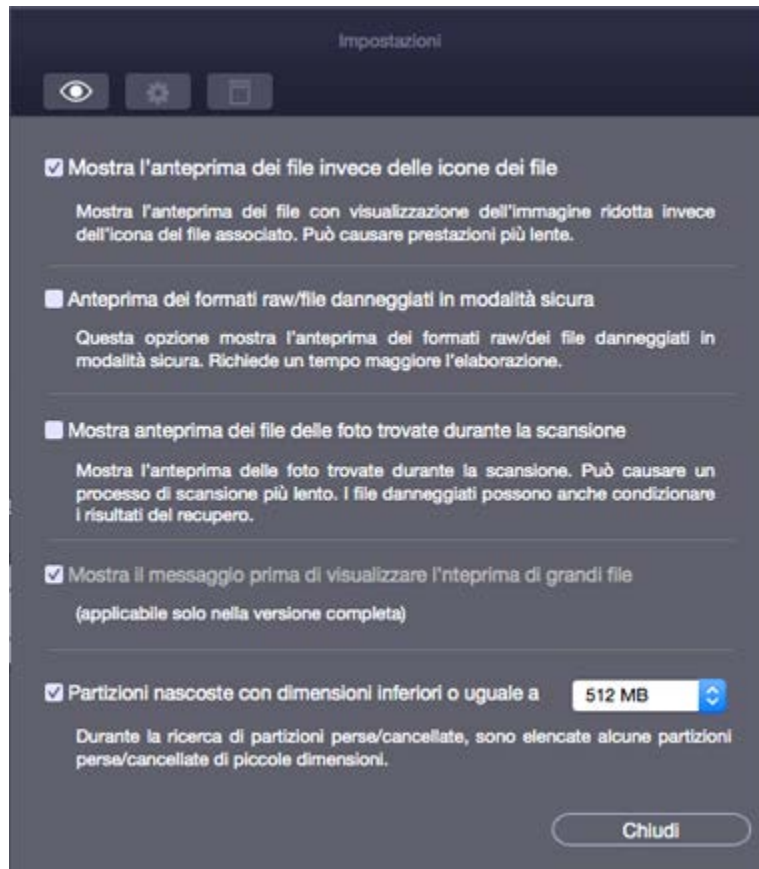 Impostazioni
Mostra l'anteprima dei file invece delle icone dei file
Mostra l'anteprima dei file con visualizzazione dell'immagine ridotta invece
dell'icona del file associato. Può causare prestazioni più lente.
Anteprima dei formati raw/file danneggiati in modalità sicura
Questa opzione mostra l'anteprima dei formati raw/dei file danneggiati in
modalità sicura. Richiede un tempo maggiore l'elaborazione.
Mostra anteprima dei file delle foto trovate durante la scansione
Mostra l'anteprima delle foto trovate durante la scansione. Può causare un
processo di scansione più lento. I file danneggiati possono anche condizionare
i risultati del recupero.
Mostra il messaggio prima di visualizzare l'nteprima di grandi file
(applicabile solo nella versione completa)
Partizioni nascoste con dimensioni inferiori o uguale a 512 MB
Durante la ricerca di partizioni perse/cancellate, sono elencate alcune partizioni
perse/cancellate di piccole dimensioni.
Chiudi